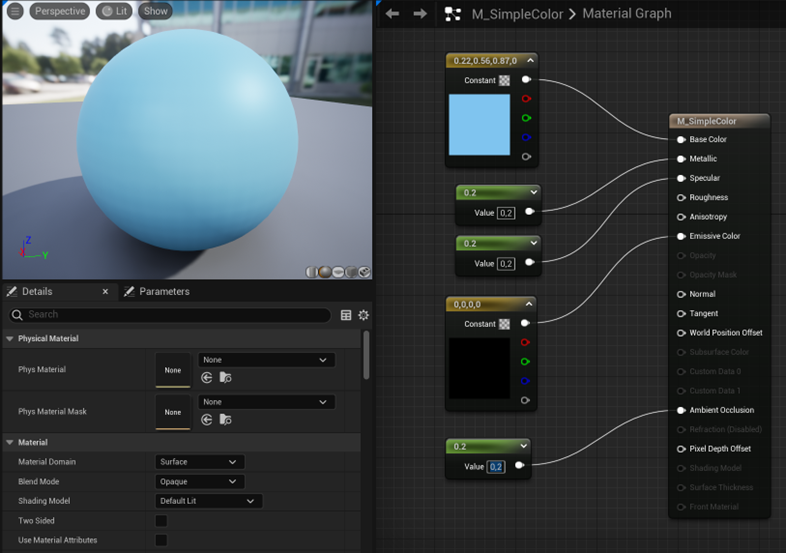 Perspective Lit Show
M_SimpleColor > Material Graph
0.22,0.56,0.87,0
Constant
0.2
Value 0,2
0.2
Value 0,2
0,0,0,0
Constant
0.2
Value 0,2
M_SimpleColor
Base Color
Metallic
Specular
Roughness
Anisotropy
Emissive Color
Opacity
Opacity Mask
Normal
Tangent
World Position Offset
Subsurface Color
Custom Data 0
Custom Data 1
Ambient Occlusion
Refraction (Disabled)
Pixel Depth Offset
Shading Model
Surface Thickness
Front Material
Z
X
Y
Details Parameters
Search
Physical Material
Phys Material None None
Phys Material Mask None None
Material
Material Domain Surface
Blend Mode Opaque
Shading Model Default Lit
Two Sided
Use Material Attributes